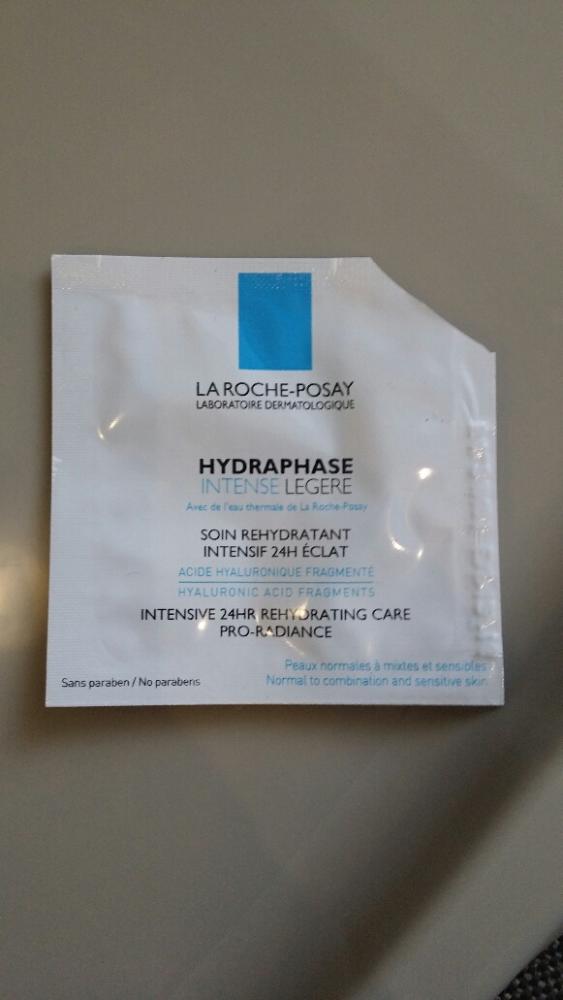 LA ROCHE-POSAY
LABORATOIRE DERMATOLOGIQUE
HYDRAPHASE
INTENSE LEGERE
Avec de l'eau thermale de La Roche-Posay
SOIN REHYDRATANT
INTENSIF 24H ÉCLAT
ACIDE HYALURONIQUE FRAGMENTÉ
HYALURONIC ACID FRAGMENTS
INTENSIVE 24HR REHYDRATING CARE
PRO-RADIANCE
Peaux normales à mixtes et sensibles
Normal to combination and sensitive skin
Sans paraben / No parabens